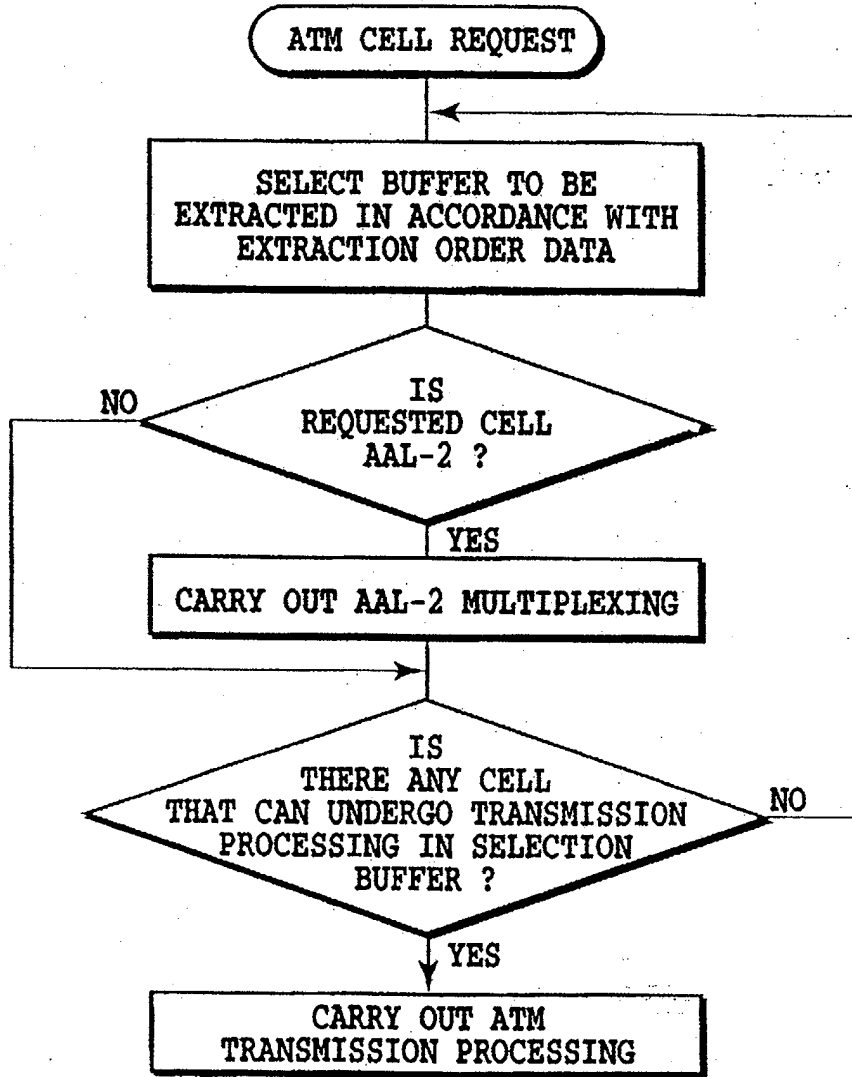 ATM CELL REQUEST
SELECT BUFFER TO BE
EXTRACTED IN ACCORDANCE WITH
EXTRACTION ORDER DATA
IS
REQUESTED CELL
AAL-2 ?
NO
YES
CARRY OUT AAL-2 MULTIPLEXING
IS
THERE ANY CELL
THAT CAN UNDERGO TRANSMISSION
PROCESSING IN SELECTION
BUFFER ?
NO
YES
CARRY OUT ATM
TRANSMISSION PROCESSING